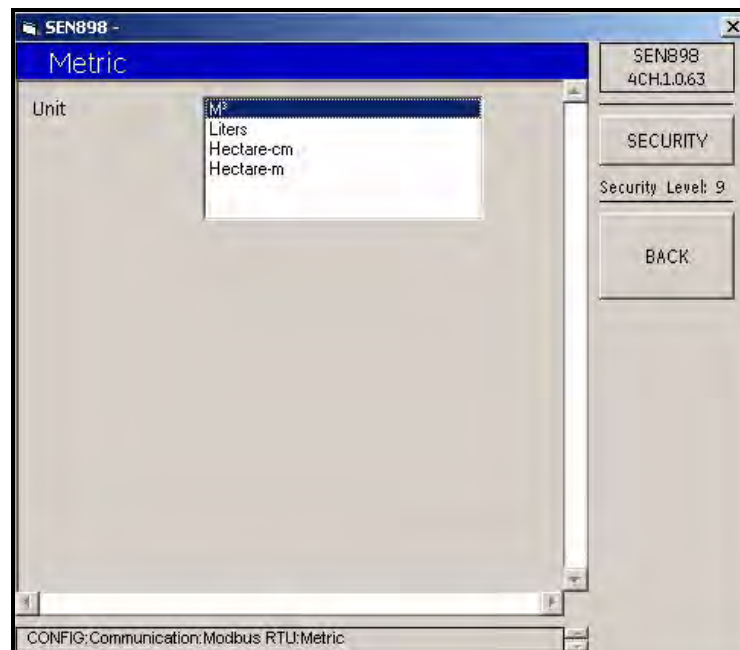 SEN898 -
Metric
Unit
M³
Liters
Hectare-cm
Hectare-m
SEN898
4CH.1.0.63
SECURITY
Security Level: 9
BACK
CONFIG:Communication:Modbus RTU:Metric